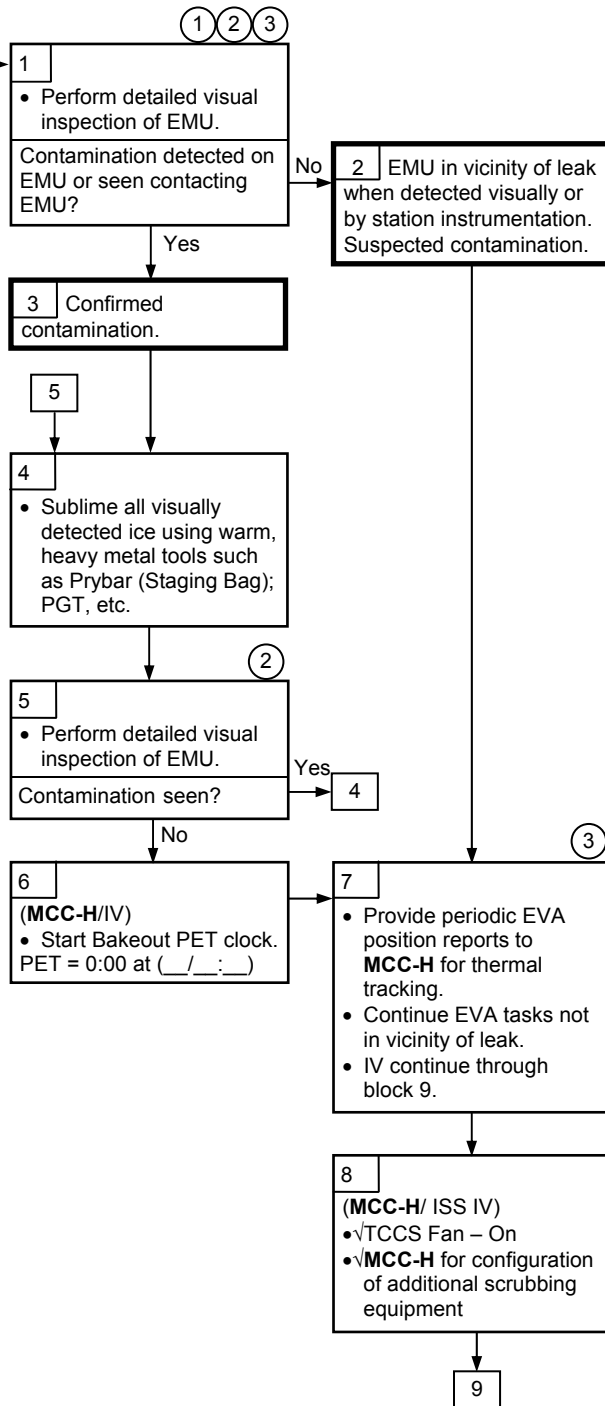 1 2 3
1
• Perform detailed visual
inspection of EMU.
Contamination detected on
EMU or seen contacting
EMU?
No
2 EMU in vicinity of leak
when detected visually or
by station instrumentation.
Suspected contamination.
Yes
3 Confirmed
contamination.
5
4
• Sublime all visually
detected ice using warm,
heavy metal tools such
as Prybar (Staging Bag);
PGT, etc.
2
5
• Perform detailed visual
inspection of EMU.
Contamination seen?
Yes
4
No
6
(MCC-H/IV)
• Start Bakeout PET clock.
PET = 0:00 at (__/__:__)
3
7
• Provide periodic EVA
position reports to
MCC-H for thermal
tracking.
• Continue EVA tasks not
in vicinity of leak.
• IV continue through
block 9.
8
(MCC-H/ ISS IV)
•√TCCS Fan – On
•√MCC-H for configuration
of additional scrubbing
equipment
9